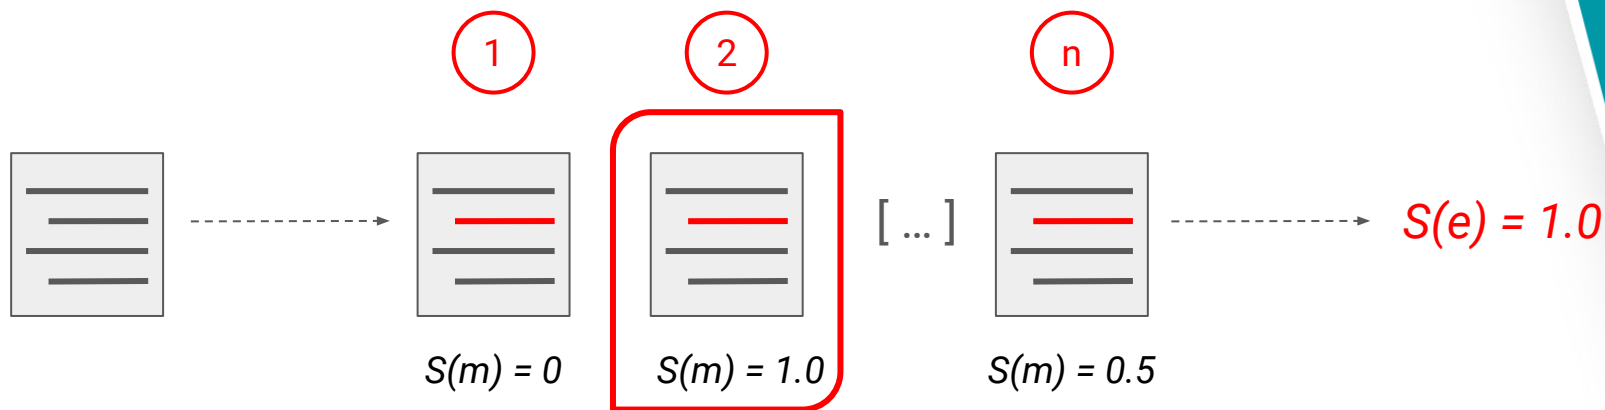 1
2
n
[ ... ]
S(e) = 1.0
S(m) = 0
S(m) = 1.0
S(m) = 0.5